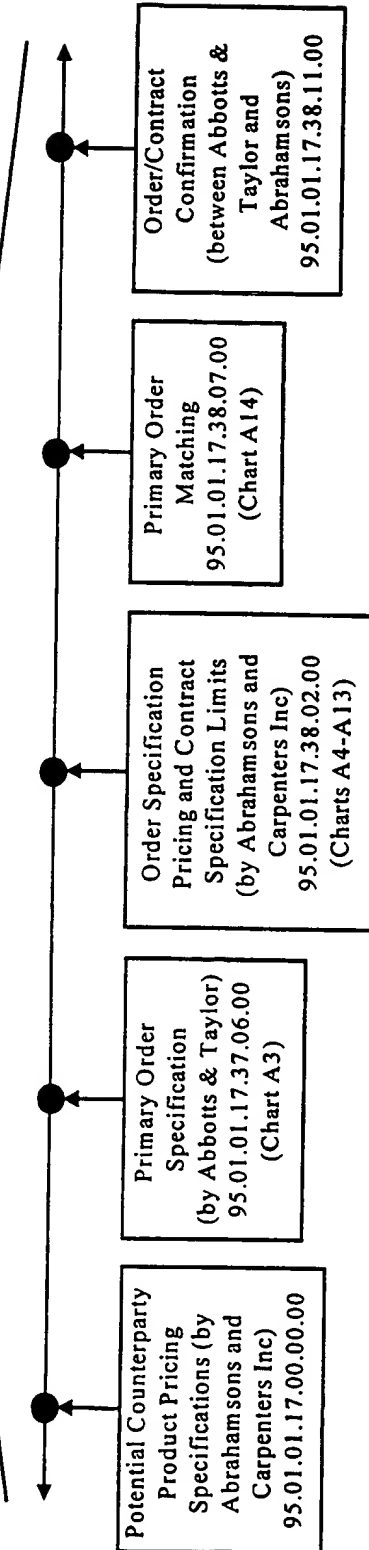 Potential Counterparty
Product Pricing
Specifications (by
Abrahamsons and
Carpenters Inc)
95.01.01.17.00.00.00
Primary Order
Specification
(by Abbotts & Taylor)
95.01.01.17.37.06.00
(Chart A3)
Order Specification
Pricing and Contract
Specification Limits
(by Abrahamsons and
Carpenters Inc)
95.01.01.17.38.02.00
(Charts A4-A13)
Primary Order
Matching
95.01.01.17.38.07.00
(Chart A14)
Order/Contract
Confirmation
(between Abbotts &
Taylor and
Abrahamsons)
95.01.01.17.38.11.00